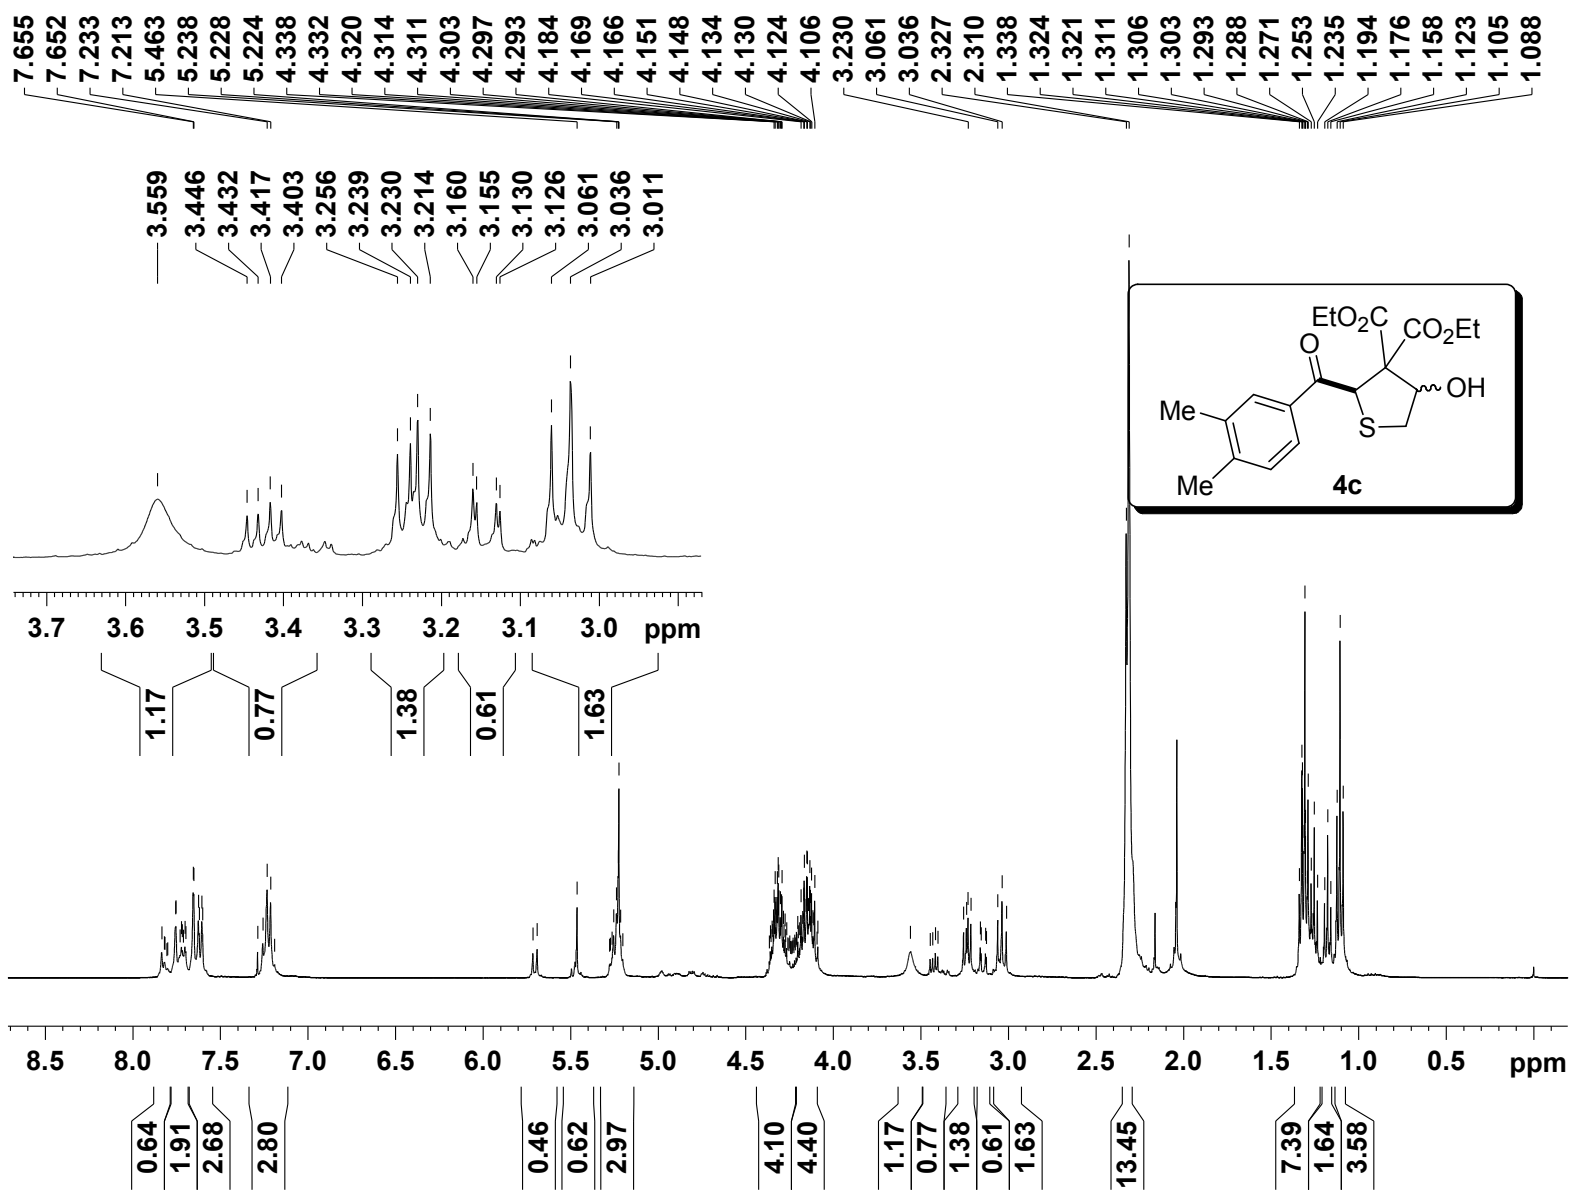 7.655 7.652 7.233 7.213 5.463 5.238 5.228 5.224 4.338 4.332 4.320 4.314 4.311 4.303 4.297 4.293 4.184 4.169 4.166 4.151 4.148 4.134 4.130 4.124 4.106 3.230 3.061 3.036 2.327 2.310 1.338 1.324 1.321 1.311 1.306 1.303 1.293 1.288 1.271 1.253 1.235 1.194 1.176 1.158 1.123 1.105 1.088
3.559 3.446 3.432 3.417 3.403 3.256 3.239 3.230 3.214 3.160 3.155 3.130 3.126 3.061 3.036 3.011
EtO2C
CO2Et
O
OH
Me
S
Me
4c
3.7 3.6 3.5 3.4 3.3 3.2 3.1 3.0 ppm
1.17 0.77 1.38 0.61 1.63
8.5 8.0 7.5 7.0 6.5 6.0 5.5 5.0 4.5 4.0 3.5 3.0 2.5 2.0 1.5 1.0 0.5 ppm
0.64 1.91 2.68 2.80 0.46 0.62 2.97 4.10 4.40 1.17 0.77 1.38 0.61 1.63 13.45 7.39 1.64 3.58